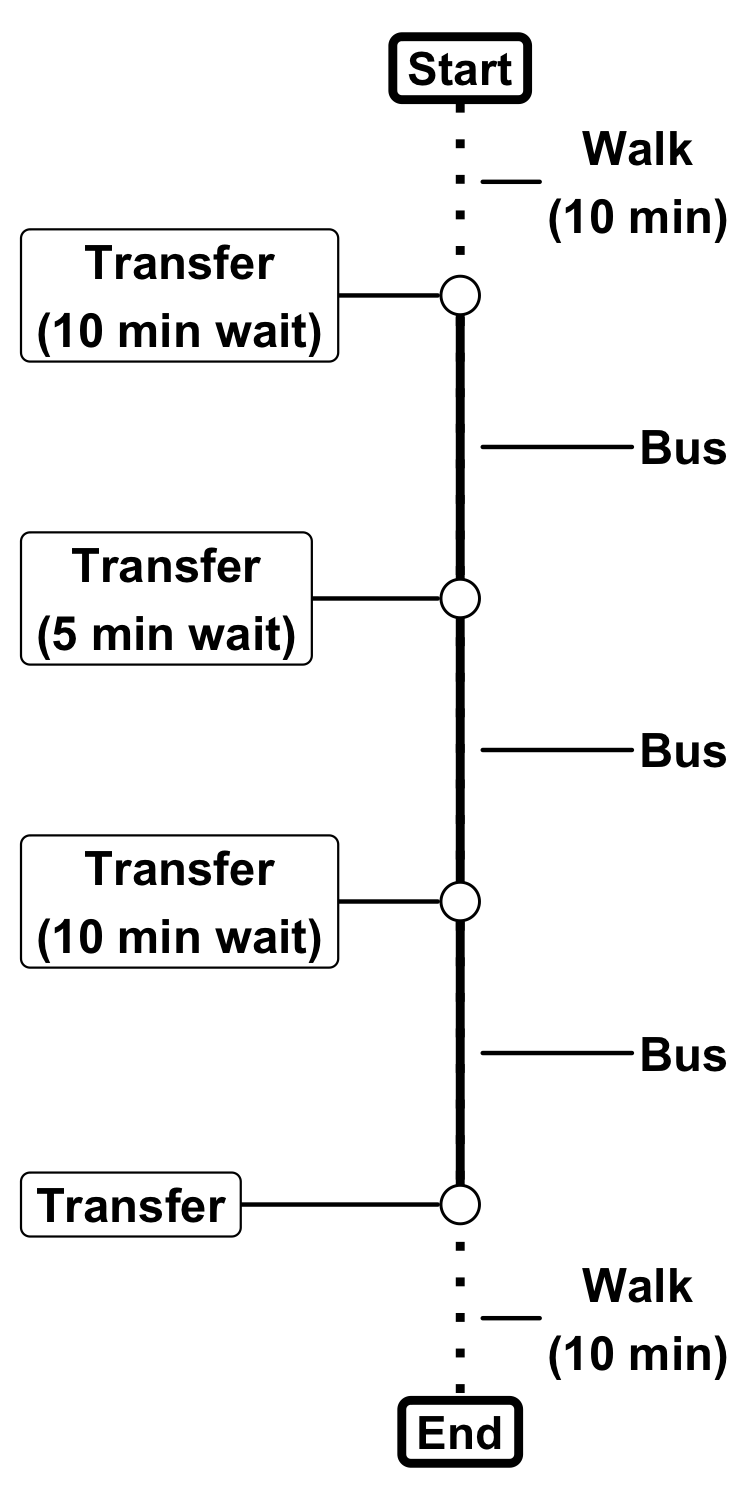 Start
Walk
(10 min)
Transfer
(10 min wait)
Bus
Transfer
(5 min wait)
Bus
Transfer
(10 min wait)
Bus
Transfer
Walk
(10 min)
End